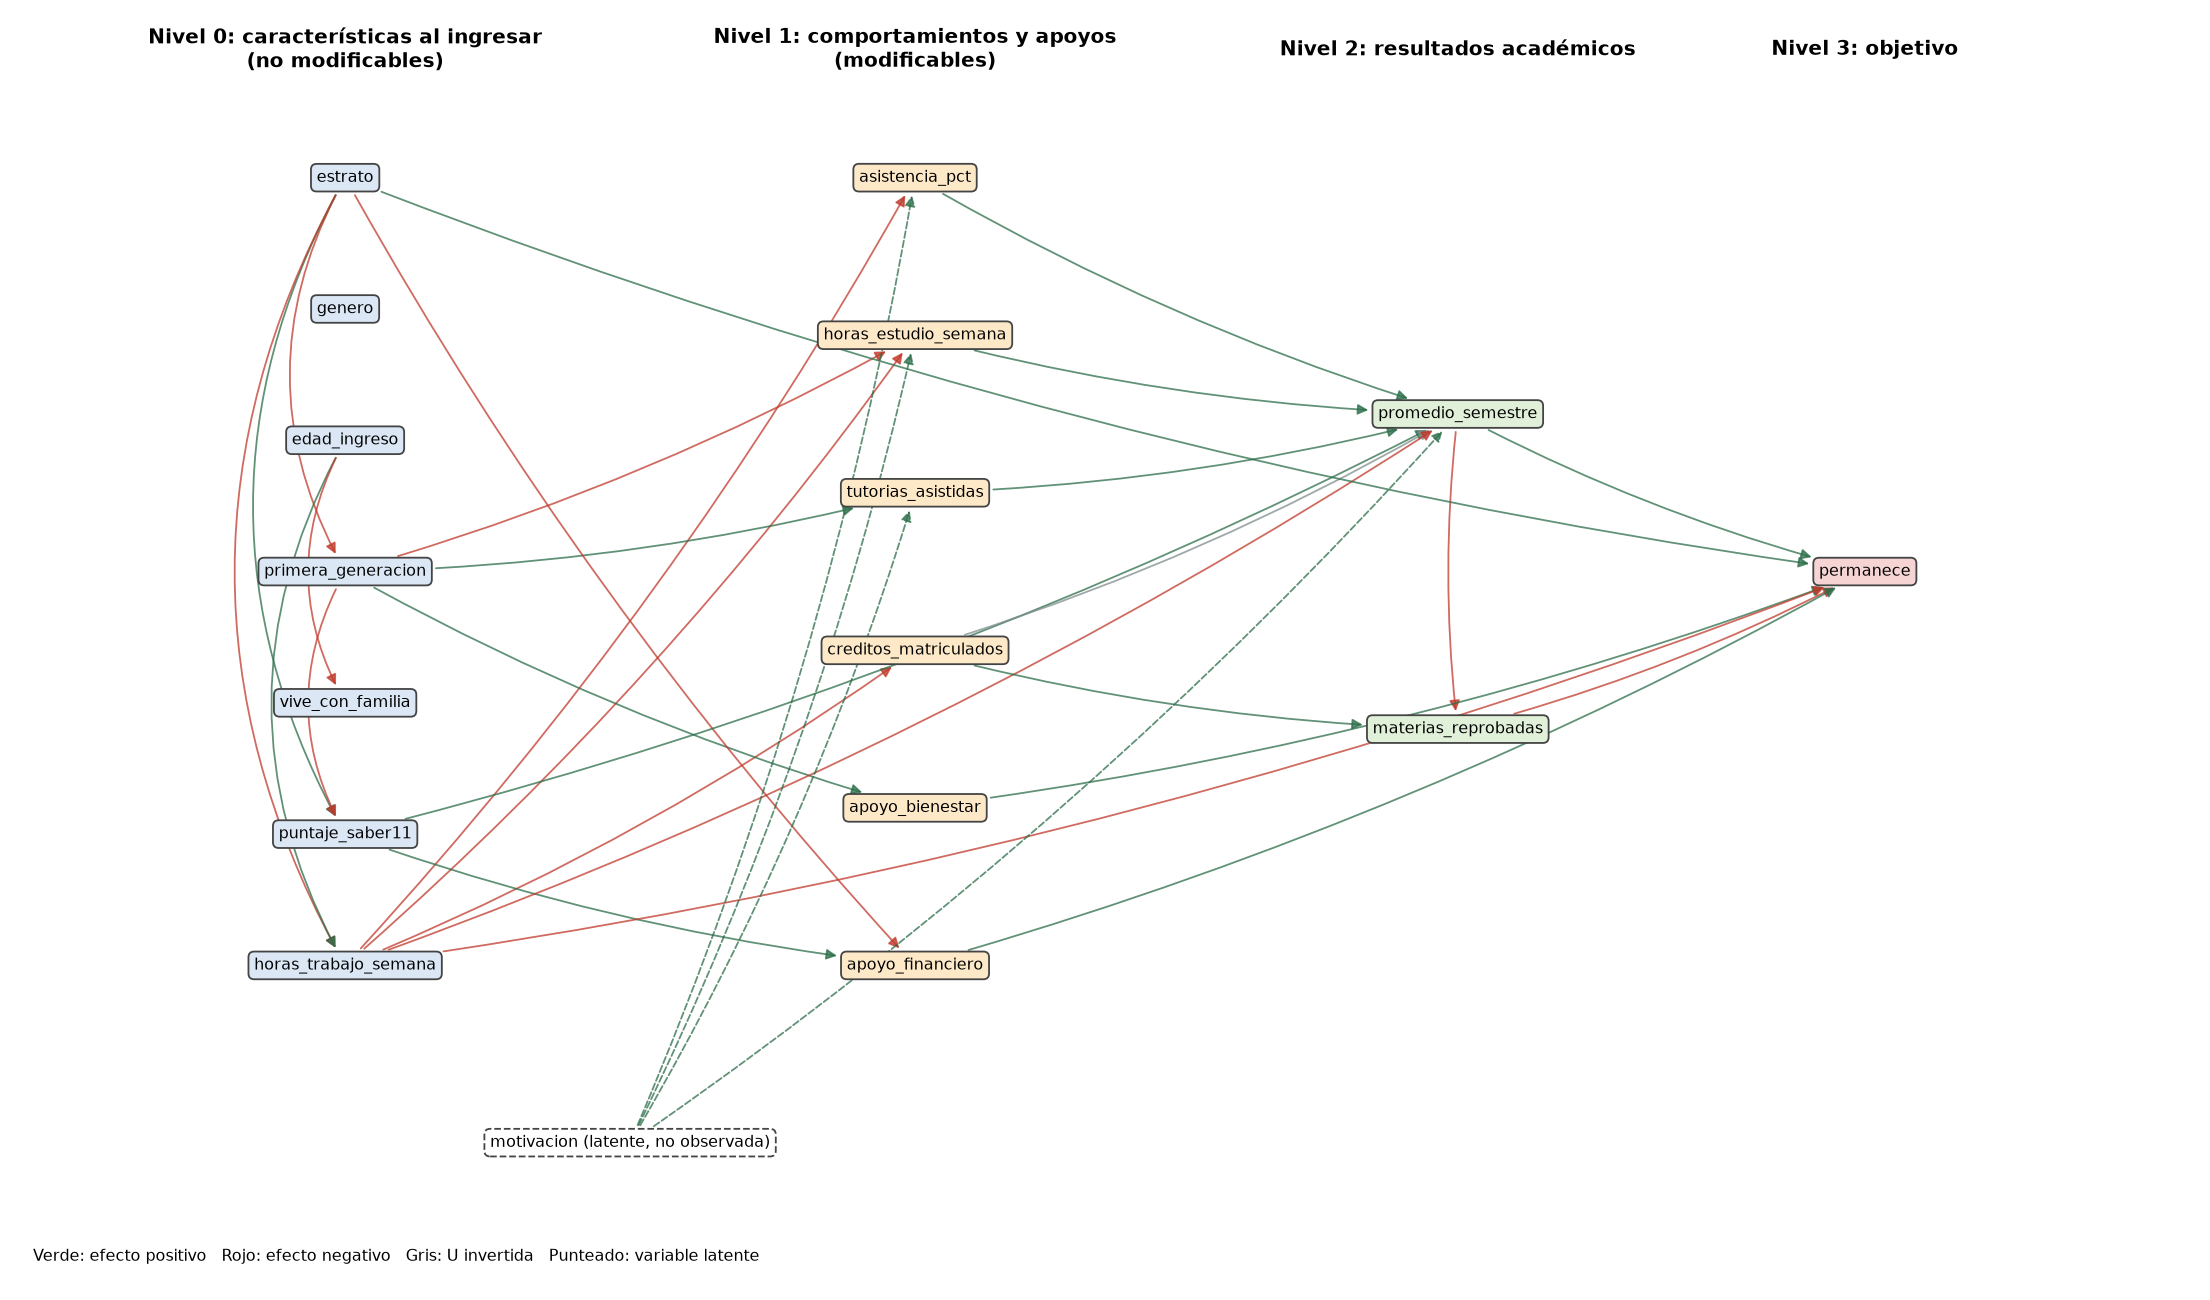 Nivel 0: características al ingresar
(no modificables)
Nivel 1: comportamientos y apoyos
(modificables)
Nivel 2: resultados académicos
Nivel 3: objetivo
estrato
genero
edad_ingreso
primera_generacion
vive_con_familia
puntaje_saber11
horas_trabajo_semana
asistencia_pct
horas_estudio_semana
tutorias_asistidas
creditos_matriculados
apoyo_bienestar
apoyo_financiero
promedio_semestre
materias_reprobadas
permanece
motivacion (latente, no observada)
Verde: efecto positivo   Rojo: efecto negativo   Gris: U invertida   Punteado: variable latente